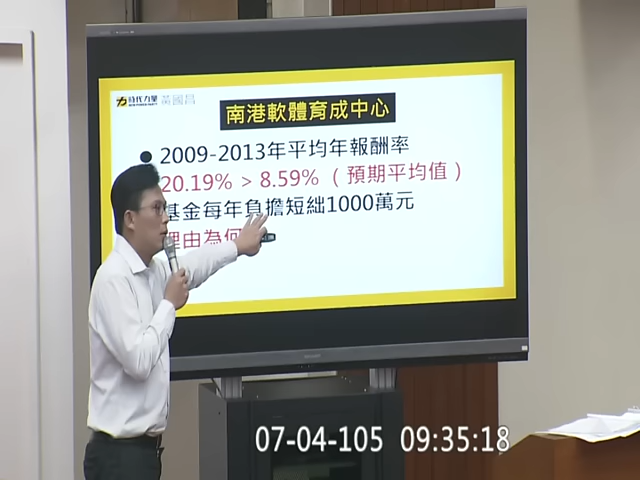 時代力量 黃國昌
南港軟體育成中心
2009-2013年平均年報酬率
20.19% > 8.59% (預期平均值)
基金每年負擔短絀1000萬元
理由為何
07-04-105 09:35:18